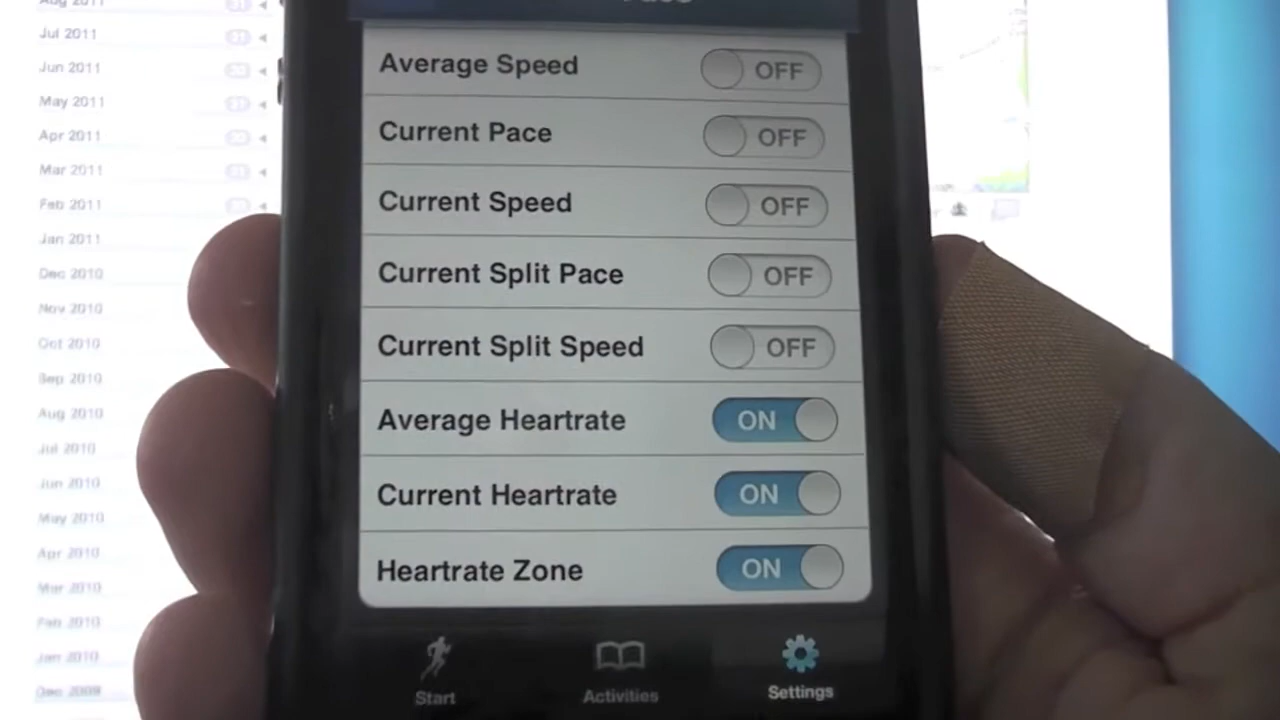 Jul 2011
Jun 2011
May 2011
Apr 2011
Mar 2011
Feb 2011
Jan 2011
Dec 2010
Nov 2010
Oct 2010
Sep 2010
Aug 2010
Jul 2010
Jun 2010
May 2010
Apr 2010
Mar 2010
Feb 2010
Jan 2010
Dec 2009
Average Speed OFF
Current Pace OFF
Current Speed OFF
Current Split Pace OFF
Current Split Speed OFF
Average Heartrate ON
Current Heartrate ON
Heartrate Zone ON
Start Activities Settings